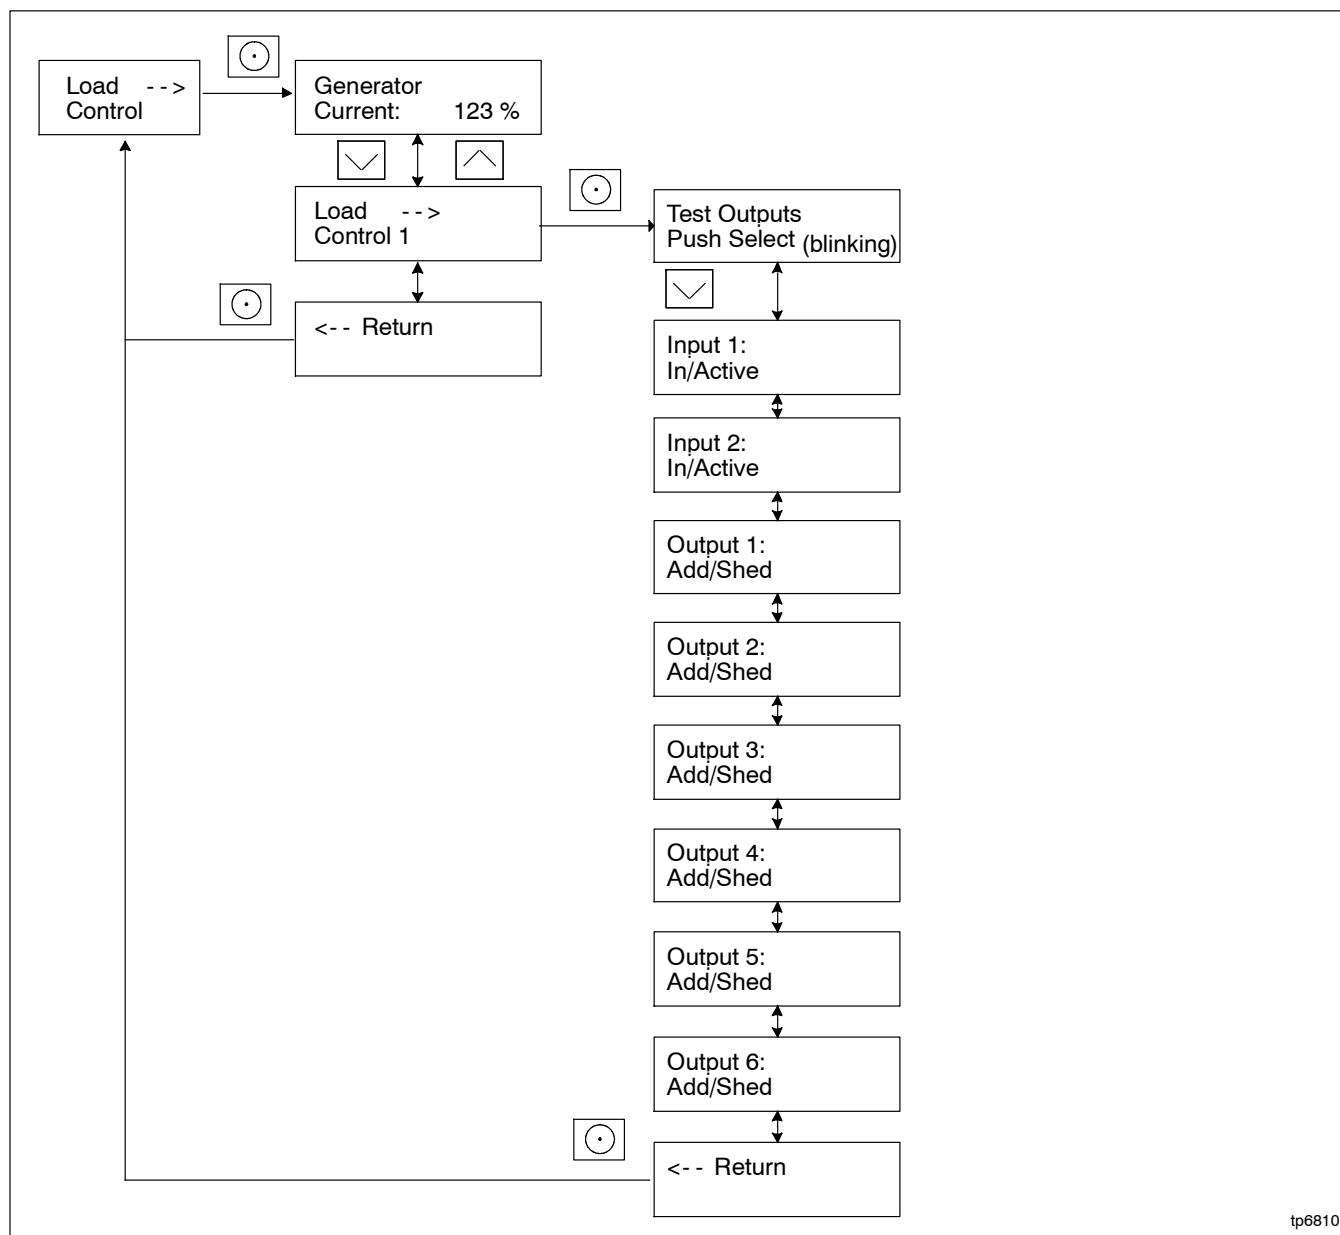 Load - ->
Control
Generator
Current: 123 %
Load - ->
Control 1
<- - Return
Test Outputs
Push Select (blinking)
Input 1:
In/Active
Input 2:
In/Active
Output 1:
Add/Shed
Output 2:
Add/Shed
Output 3:
Add/Shed
Output 4:
Add/Shed
Output 5:
Add/Shed
Output 6:
Add/Shed
<- - Return
tp6810